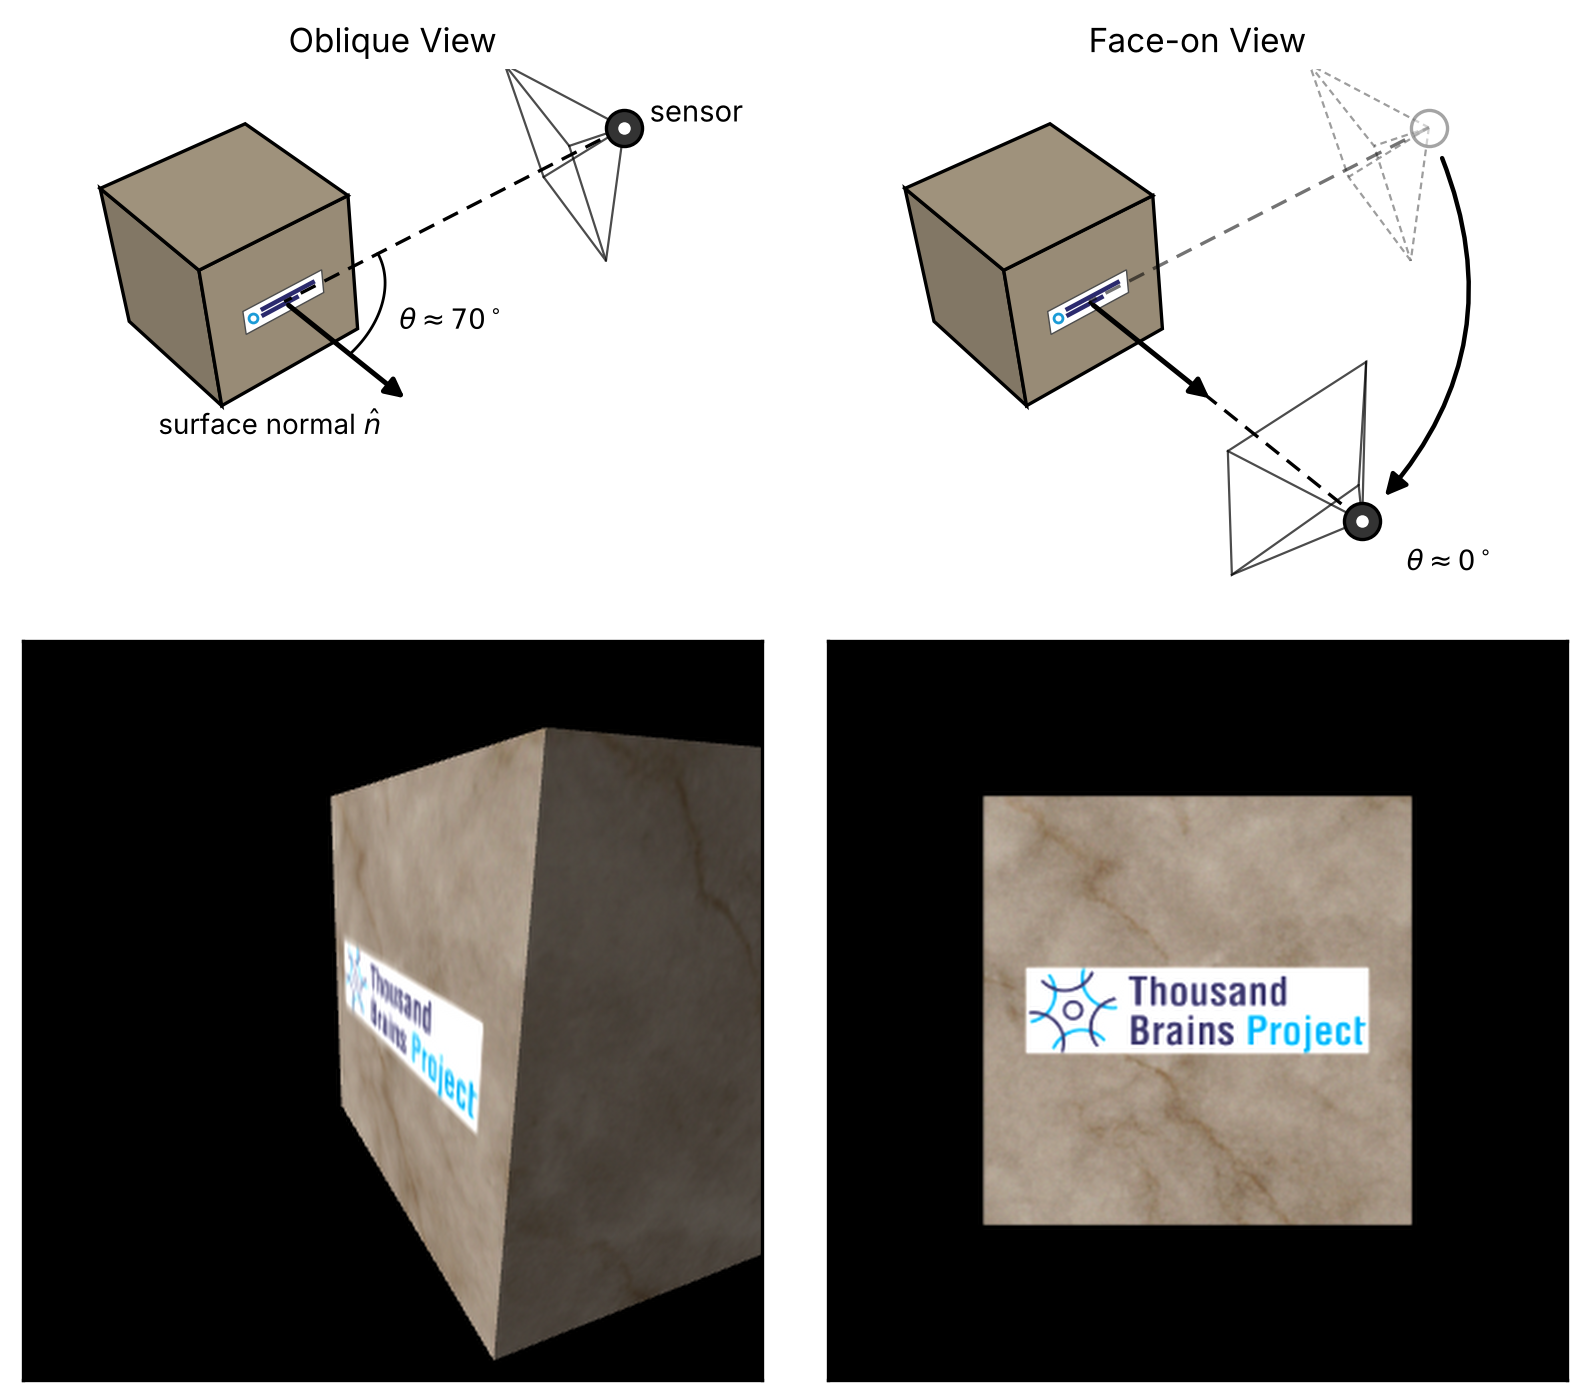 Oblique View
Face-on View
sensor
θ ≈ 70°
surface normal n̂
θ ≈ 0°
Thousand
Brains Project
Thousand
Brains Project